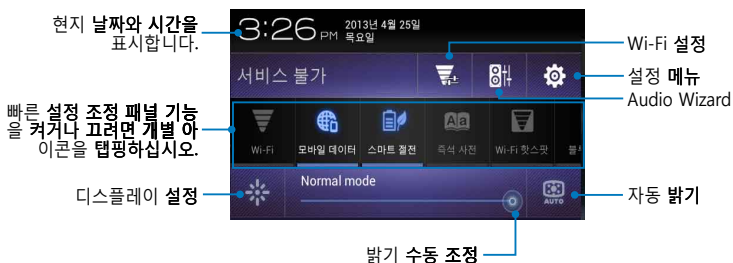 현지 날짜와 시간을
표시합니다.
3:26 PM
2013년 4월 25일
목요일
Wi-Fi 설정
서비스 불가
설정 메뉴
Audio Wizard
빠른 설정 조정 패널 기능
을 켜거나 끄려면 개별 아
이콘을 탭핑하십시오.
Aa
Wi-Fi
모바일 데이터
스마트 절전
즉석 사전
Wi-Fi 핫스팟
디스플레이 설정
Normal mode
AUTO
자동 밝기
밝기 수동 조정